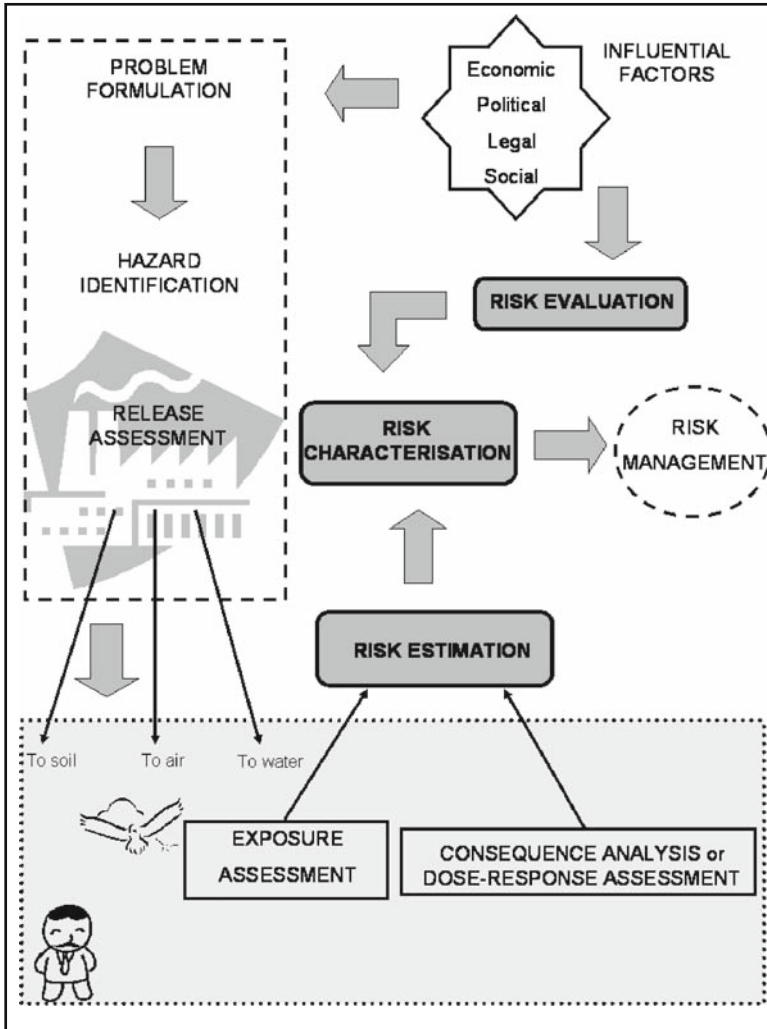 PROBLEM
FORMULATION
Economic
Political
Legal
Social
INFLUENTIAL
FACTORS
HAZARD
IDENTIFICATION
RISK EVALUATION
RELEASE
ASSESSMENT
RISK
CHARACTERISATION
RISK
MANAGEMENT
RISK ESTIMATION
To soil
To air
To water
EXPOSURE
ASSESSMENT
CONSEQUENCE ANALYSIS or
DOSE-RESPONSE ASSESSMENT